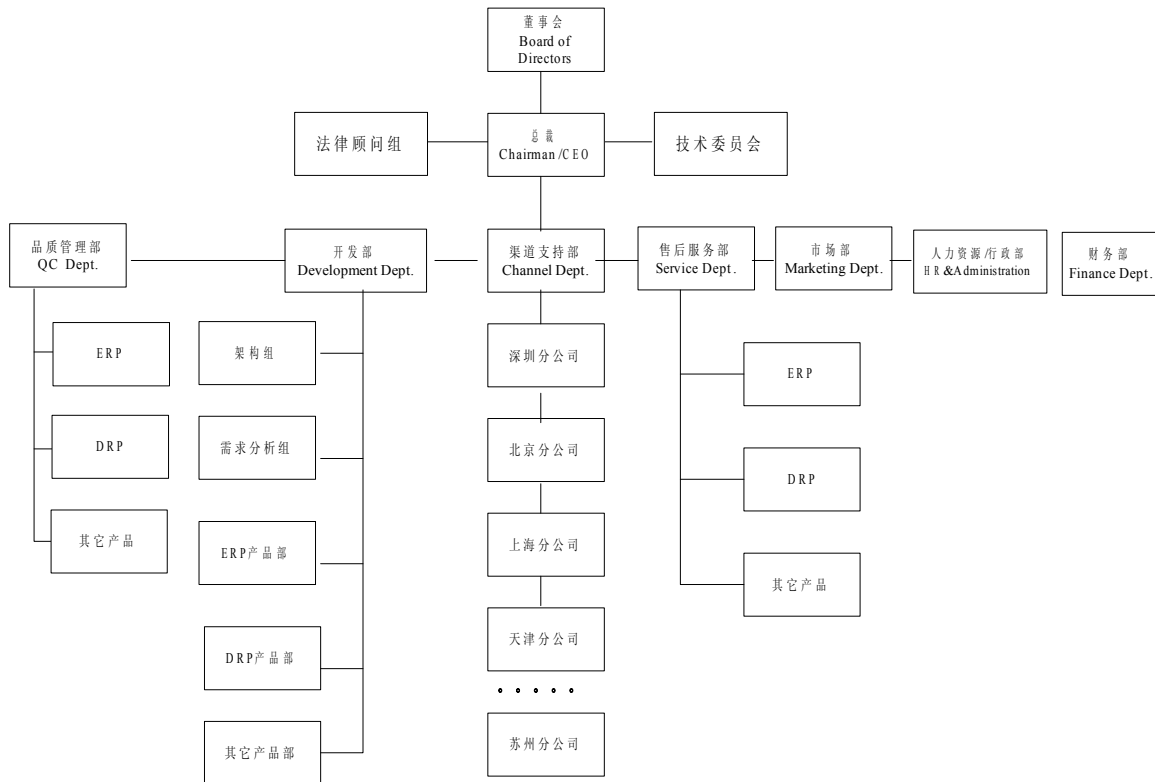 董事会
Board of
Directors
法律顾问组
总裁
Chairman/CEO
技术委员会
品质管理部
QC Dept.
开发部
Development Dept.
渠道支持部
Channel Dept.
售后服务部
Service Dept.
市场部
Marketing Dept.
人力资源/行政部
HR &Administration
财务部
Finance Dept.
ERP
架构组
深圳分公司
ERP
DRP
需求分析组
北京分公司
DRP
其它产品
ERP产品部
上海分公司
其它产品
DRP产品部
天津分公司
其它产品部
苏州分公司